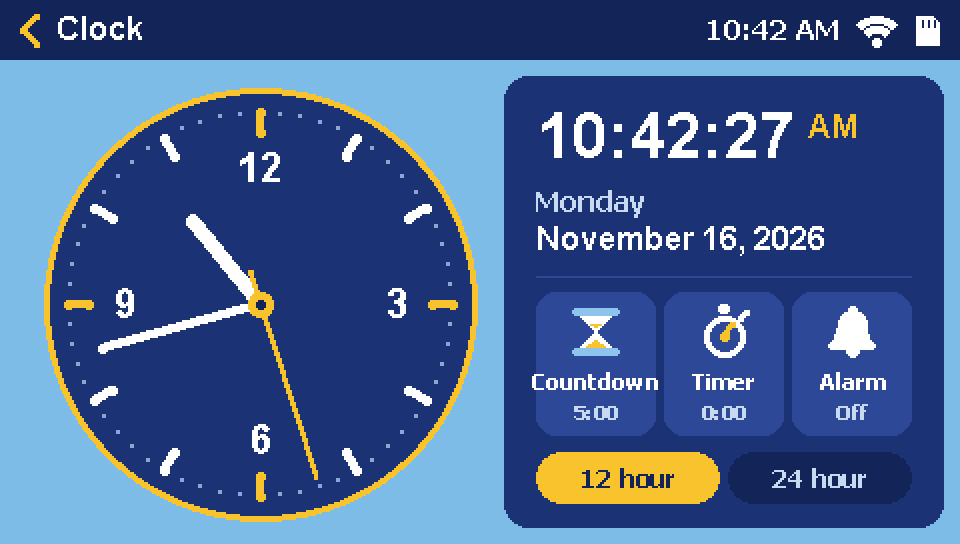 Clock
10:42 AM
12
9
3
6
10:42:27 AM
Monday
November 16, 2026
Countdown
5:00
Timer
0:00
Alarm
Off
12 hour
24 hour